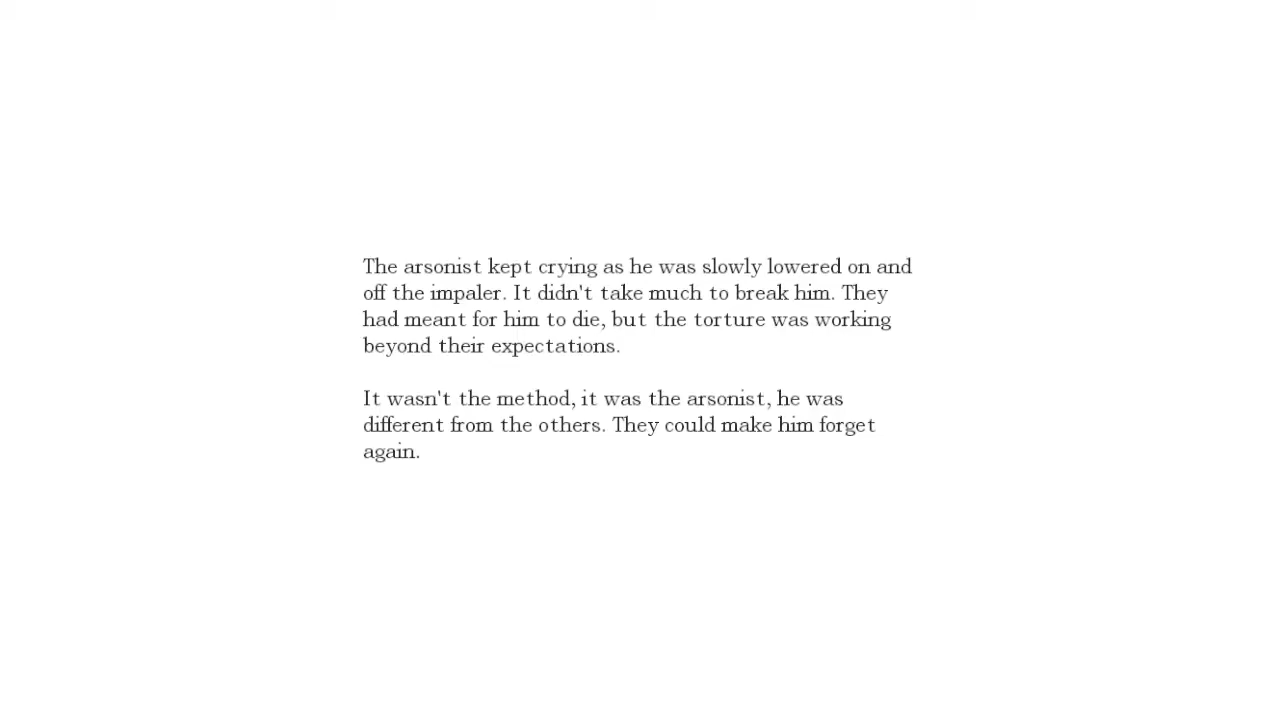 The arsonist kept crying as he was slowly lowered on and
off the impaler. It didn't take much to break him. They
had meant for him to die, but the torture was working
beyond their expectations.
It wasn't the method, it was the arsonist, he was
different from the others. They could make him forget
again.